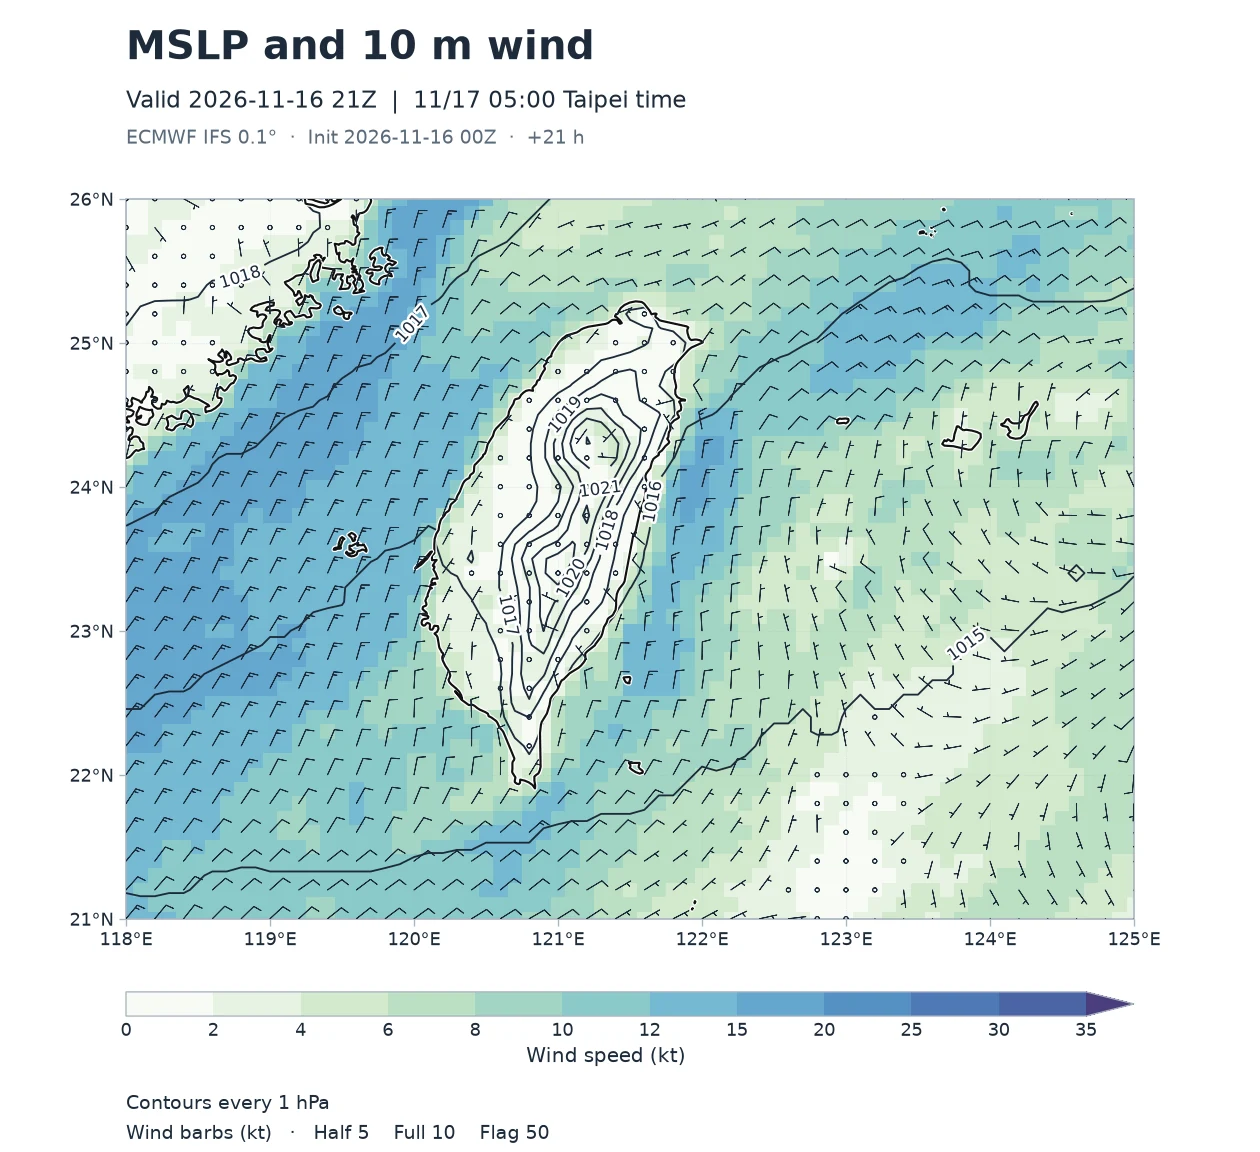 MSLP and 10 m wind
Valid 2026-11-16 21Z | 11/17 05:00 Taipei time
ECMWF IFS 0.1° · Init 2026-11-16 00Z · +21 h
26°N
1018
1017
25°N
1019
24°N
1021
1016
1018
1020
1017
23°N
1015
22°N
21°N
118°E 119°E 120°E 121°E 122°E 123°E 124°E 125°E
0 2 4 6 8 10 12 15 20 25 30 35
Wind speed (kt)
Contours every 1 hPa
Wind barbs (kt) · Half 5 Full 10 Flag 50